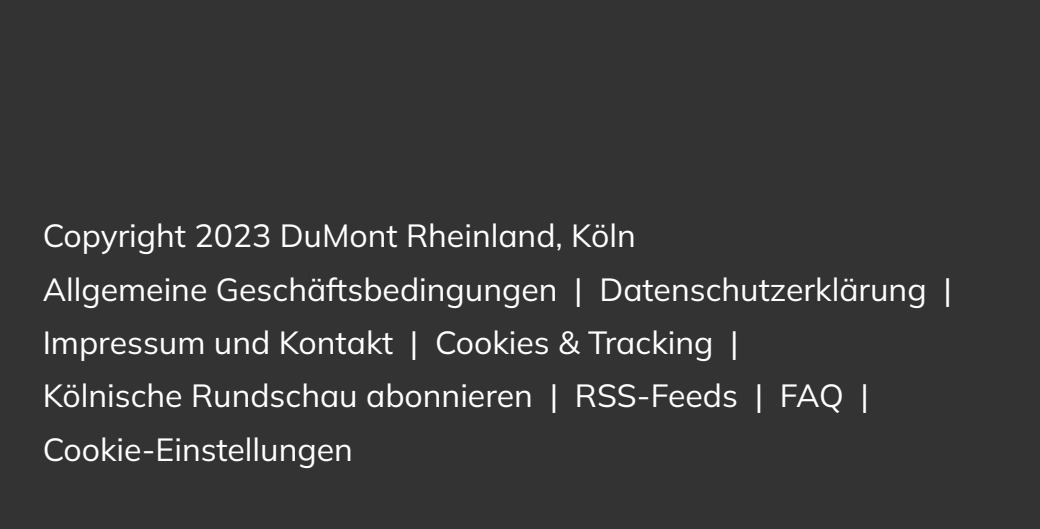 Copyright 2023 DuMont Rheinland, Köln
Allgemeine Geschäftsbedingungen | Datenschutzerklärung |
Impressum und Kontakt | Cookies & Tracking |
Kölnische Rundschau abonnieren | RSS-Feeds | FAQ |
Cookie-Einstellungen